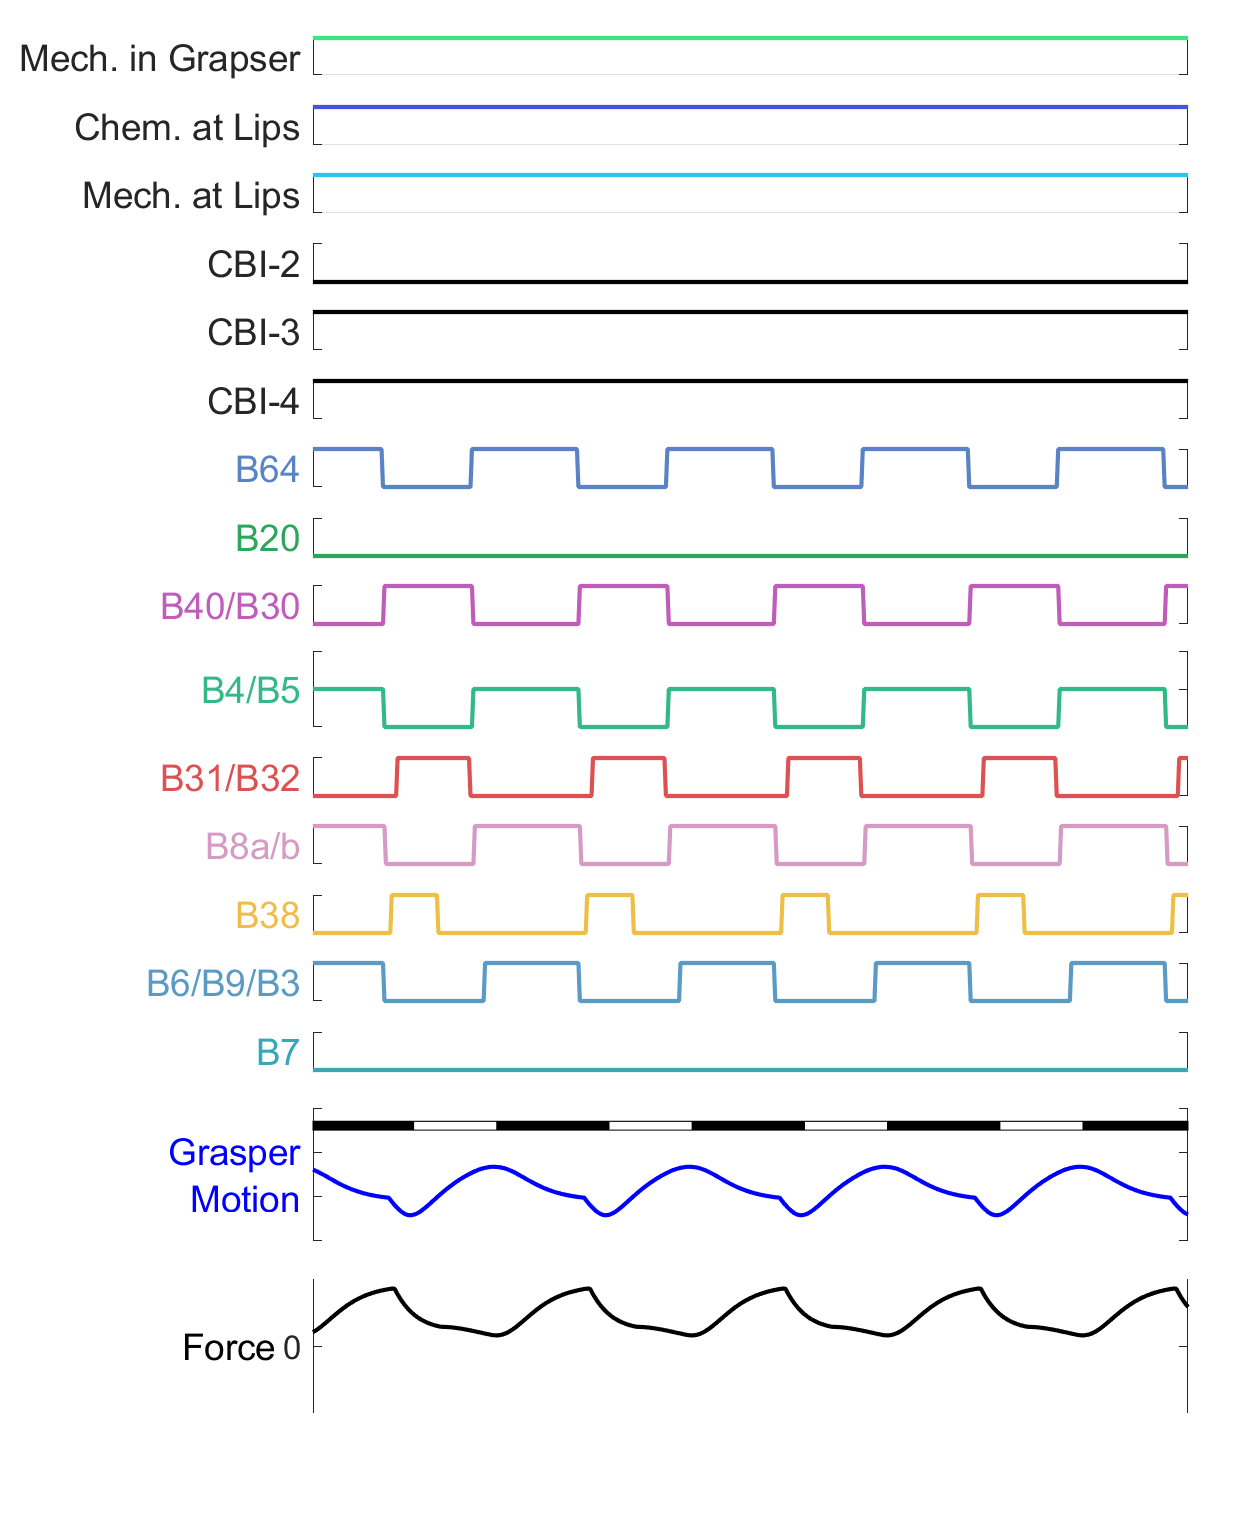 Mech. in Grapser
Chem. at Lips
Mech. at Lips
CBI-2
CBI-3
CBI-4
B64
B20
B40/B30
B4/B5
B31/B32
B8a/b
B38
B6/B9/B3
B7
Grasper
Motion
Force 0